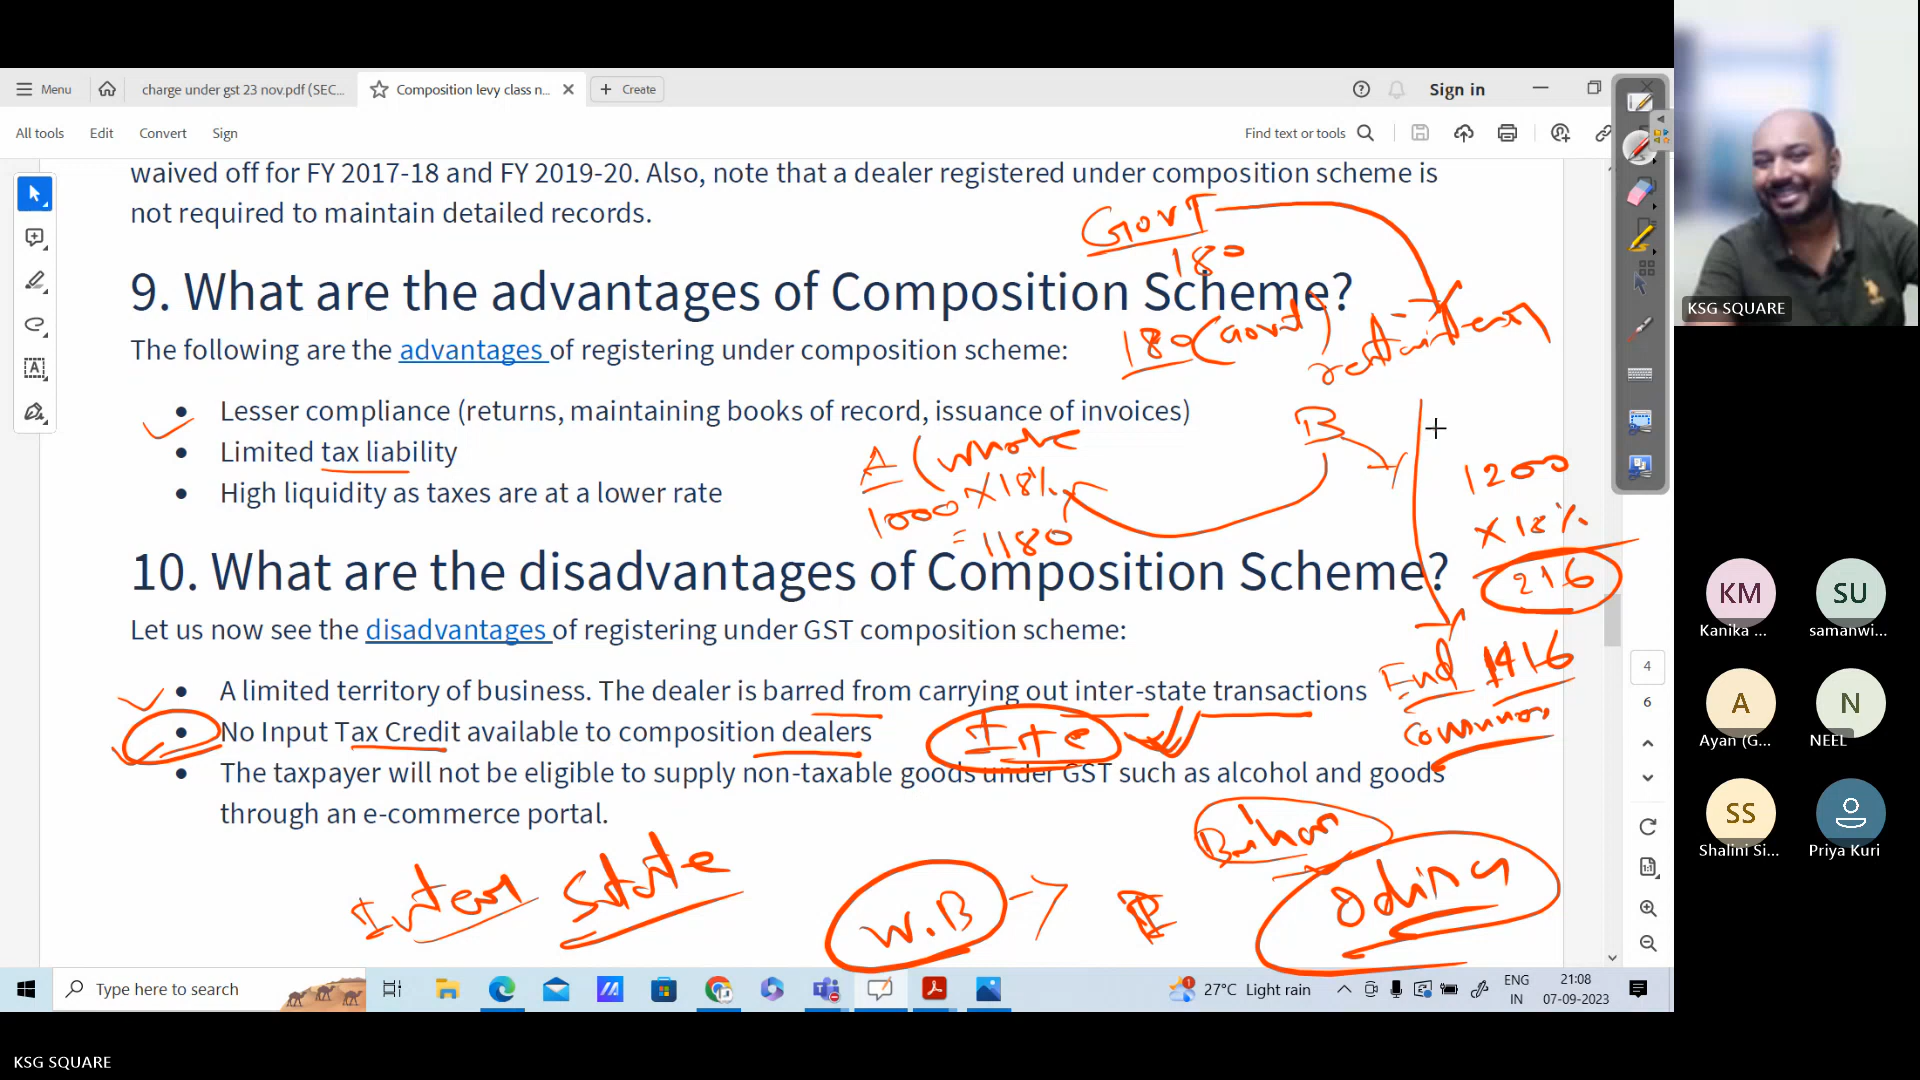 Menu
charge under gst 23 nov.pdf (SEC...
Composition levy class n...
Create
Sign in
All tools
Edit
Convert
Sign
Find text or tools
waived off for FY 2017-18 and FY 2019-20. Also, note that a dealer registered under composition scheme is
not required to maintain detailed records.
GovT
180
9. What are the advantages of Composition Scheme?
180 (Govt)
The following are the advantages of registering under composition scheme:
Lesser compliance (returns, maintaining books of record, issuance of invoices)
Limited tax liability
High liquidity as taxes are at a lower rate
B
A (whole
1000 X 18%
= 1180
1200
X 18%
216
10. What are the disadvantages of Composition Scheme?
Let us now see the disadvantages of registering under GST composition scheme:
End 1416
A limited territory of business. The dealer is barred from carrying out inter-state transactions
No Input Tax Credit available to composition dealers
The taxpayer will not be eligible to supply non-taxable goods under GST such as alcohol and goods
through an e-commerce portal.
Inter State
W.B
Bihar
4
6
Type here to search
27°C Light rain
ENG
IN
21:08
07-09-2023
KSG SQUARE
KM
Kanika ...
SU
samanwi...
A
Ayan (G...
N
NEEL
SS
Shalini Si...
Priya Kuri
KSG SQUARE